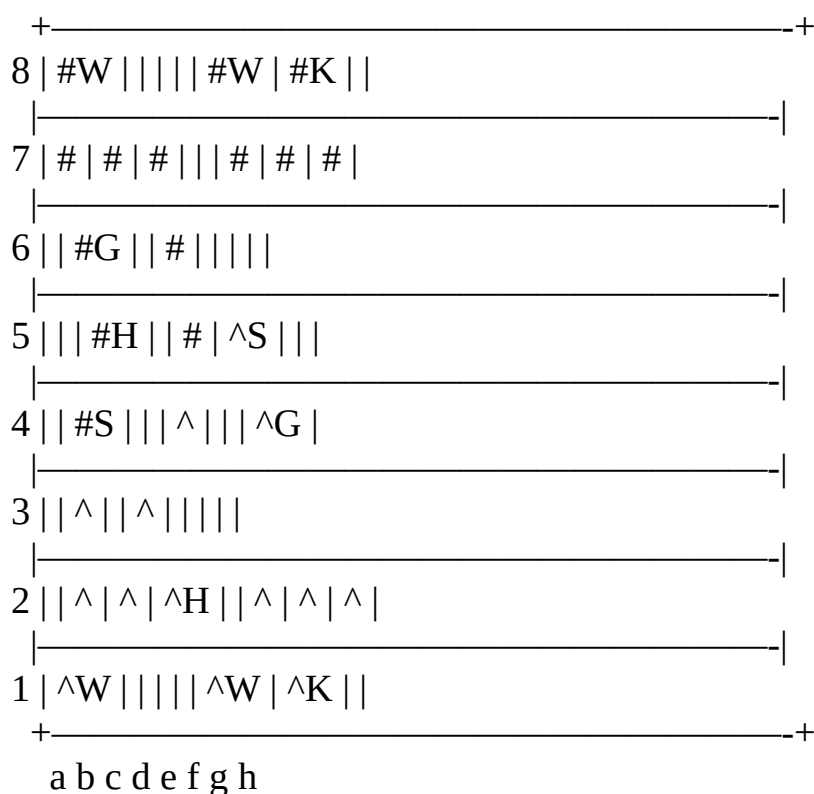 +—————————————————————-+
8 | #W | | | | | #W | #K | |
|—————————————————————-|
7 | # | # | # | | | # | # | # |
|—————————————————————-|
6 | | #G | | # | | | | |
|—————————————————————-|
5 | | | #H | | # | ^S | | |
|—————————————————————-|
4 | | #S | | | ^ | | | ^G |
|—————————————————————-|
3 | | ^ | | ^ | | | | |
|—————————————————————-|
2 | | ^ | ^ | ^H | | ^ | ^ | ^ |
|—————————————————————-|
1 | ^W | | | | | ^W | ^K | |
+—————————————————————-+
a b c d e f g h